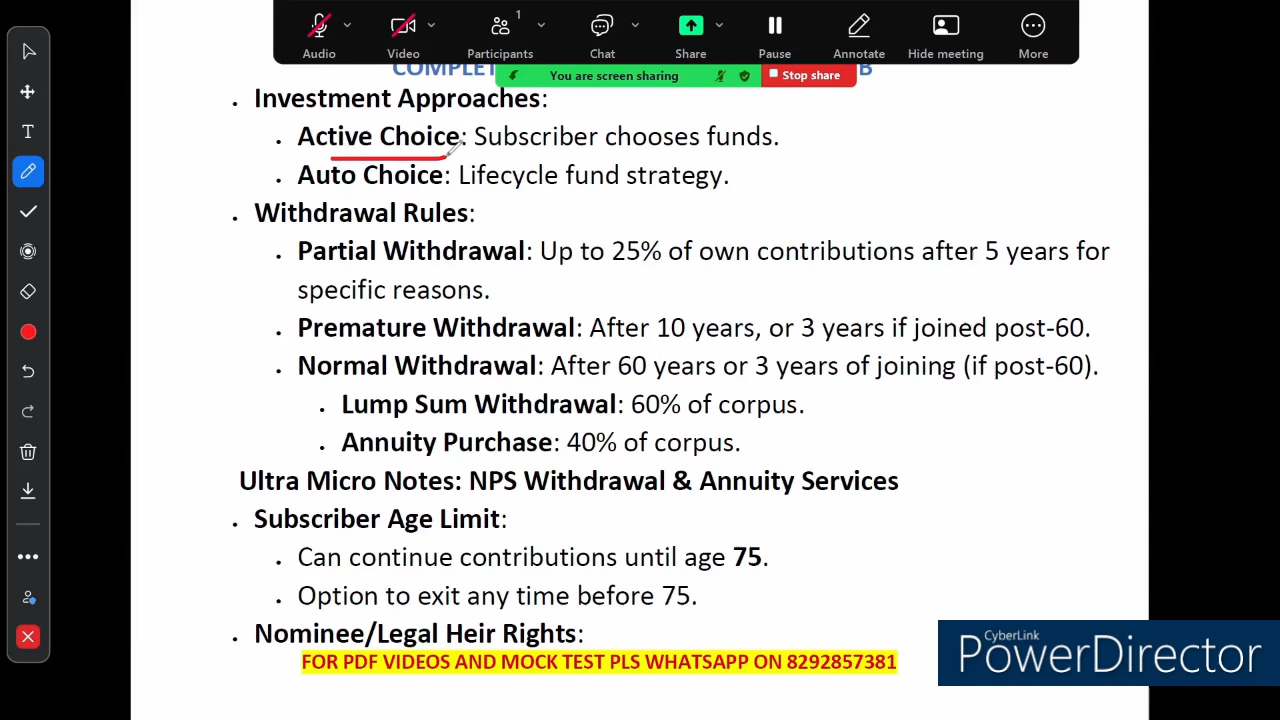 Audio Video Participants 1 Chat Share Pause Annotate Hide meeting More
COMPLET B
You are screen sharing Stop share
Investment Approaches:
Active Choice: Subscriber chooses funds.
Auto Choice: Lifecycle fund strategy.
Withdrawal Rules:
Partial Withdrawal: Up to 25% of own contributions after 5 years for
specific reasons.
Premature Withdrawal: After 10 years, or 3 years if joined post-60.
Normal Withdrawal: After 60 years or 3 years of joining (if post-60).
Lump Sum Withdrawal: 60% of corpus.
Annuity Purchase: 40% of corpus.
Ultra Micro Notes: NPS Withdrawal & Annuity Services
Subscriber Age Limit:
Can continue contributions until age 75.
Option to exit any time before 75.
Nominee/Legal Heir Rights:
FOR PDF VIDEOS AND MOCK TEST PLS WHATSAPP ON 8292857381
CyberLink
PowerDirector